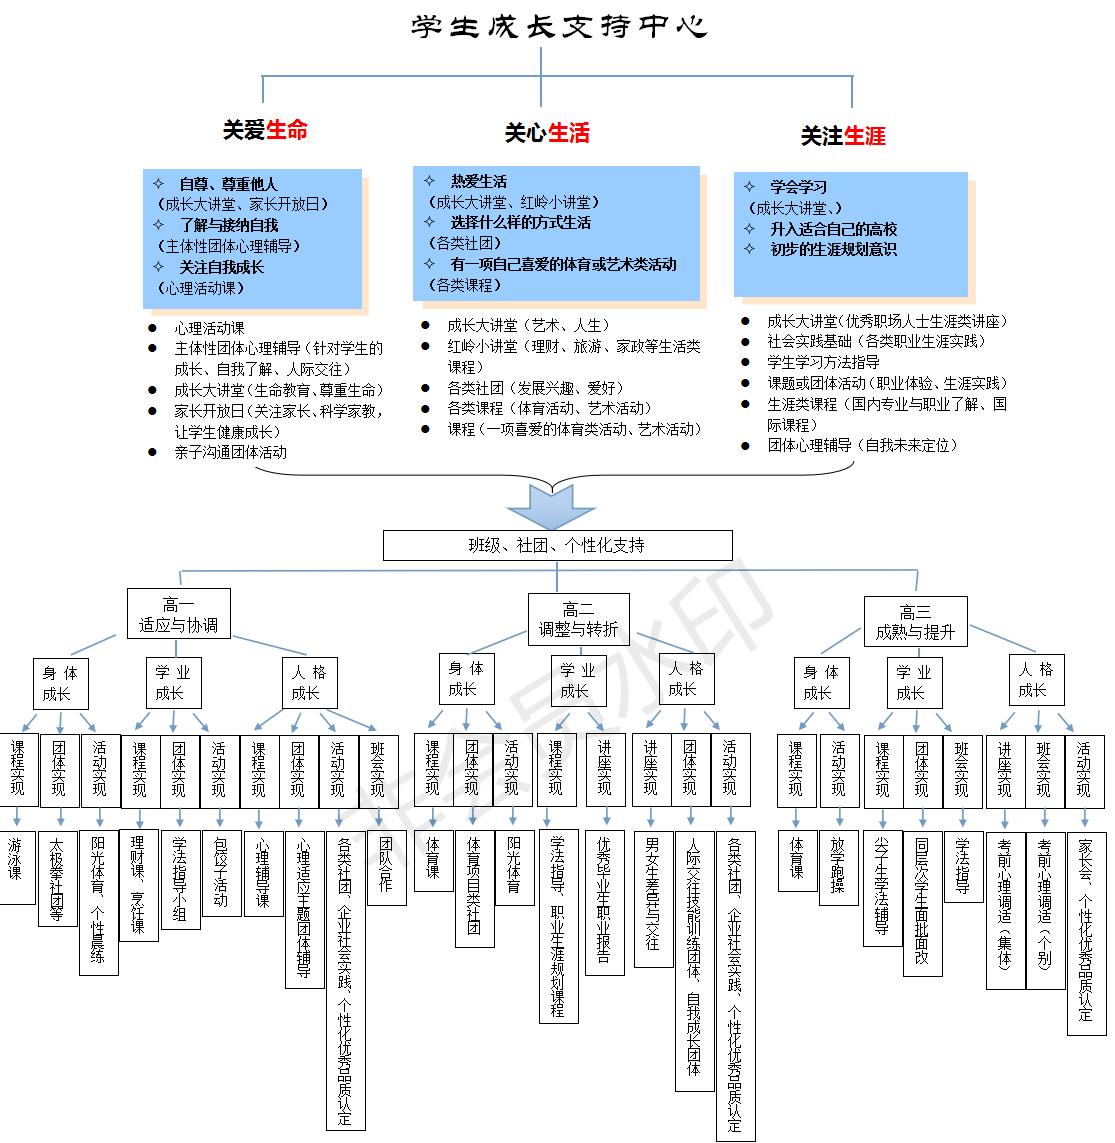 学生成长支持中心
关爱生命
关心生活
关注生涯
✧ 自尊、尊重他人
（成长大讲堂、家长开放日）
✧ 了解与接纳自我
（主体性团体心理辅导）
✧ 关注自我成长
（心理活动课）
✧ 热爱生活
（成长大讲堂、红岭小讲堂）
✧ 选择什么样的方式生活
（各类社团）
✧ 有一项自己喜爱的体育或艺术类活动
（各类课程）
✧ 学会学习
（成长大讲堂、）
✧ 升入适合自己的高校
✧ 初步的生涯规划意识
● 心理活动课
● 主体性团体心理辅导（针对学生的
成长、自我了解、人际交往）
● 成长大讲堂（生命教育、尊重生命）
● 家长开放日（关注家长、科学家教，
让学生健康成长）
● 亲子沟通团体活动
● 成长大讲堂（艺术、人生）
● 红岭小讲堂（理财、旅游、家政等生活类
课程）
● 各类社团（发展兴趣、爱好）
● 各类课程（体育活动、艺术活动）
● 课程（一项喜爱的体育类活动、艺术活动）
● 成长大讲堂（优秀职场人士生涯类讲座）
● 社会实践基础（各类职业生涯实践）
● 学生学习方法指导
● 课题或团体活动（职业体验、生涯实践）
● 生涯类课程（国内专业与职业了解、国
际课程）
● 团体心理辅导（自我未来定位）
班级、社团、个性化支持
高一
适应与协调
高二
调整与转折
高三
成熟与提升
身体
成长
学业
成长
人格
成长
身体
成长
学业
成长
人格
成长
身体
成长
学业
成长
人格
成长
课程实现
团体实现
活动实现
课程实现
团体实现
活动实现
课程实现
团体实现
活动实现
班会实现
课程实现
团体实现
活动实现
课程实现
讲座实现
讲座实现
团体实现
活动实现
课程实现
活动实现
课程实现
团体实现
班会实现
讲座实现
班会实现
活动实现
游泳课
太极拳社团等
阳光体育、个性晨练
理财课、烹饪课
学法指导小组
包饺子活动
心理辅导课
心理适应主题团体辅导
各类社团、企业社会实践、个性化优秀品质认定
团队合作
体育课
体育项目类社团
阳光体育
学法指导、职业生涯规划课程
优秀毕业生职业报告
男女生差异与交往
人际交往技能训练团体、自我成长团体
各类社团、企业社会实践、个性化优秀品质认定
体育课
放学跑操
尖子生学法辅导
同层次学生面批面改
学法指导
考前心理调适（集体）
考前心理调适（个别）
家长会、个性化优秀品质认定
非会员水印